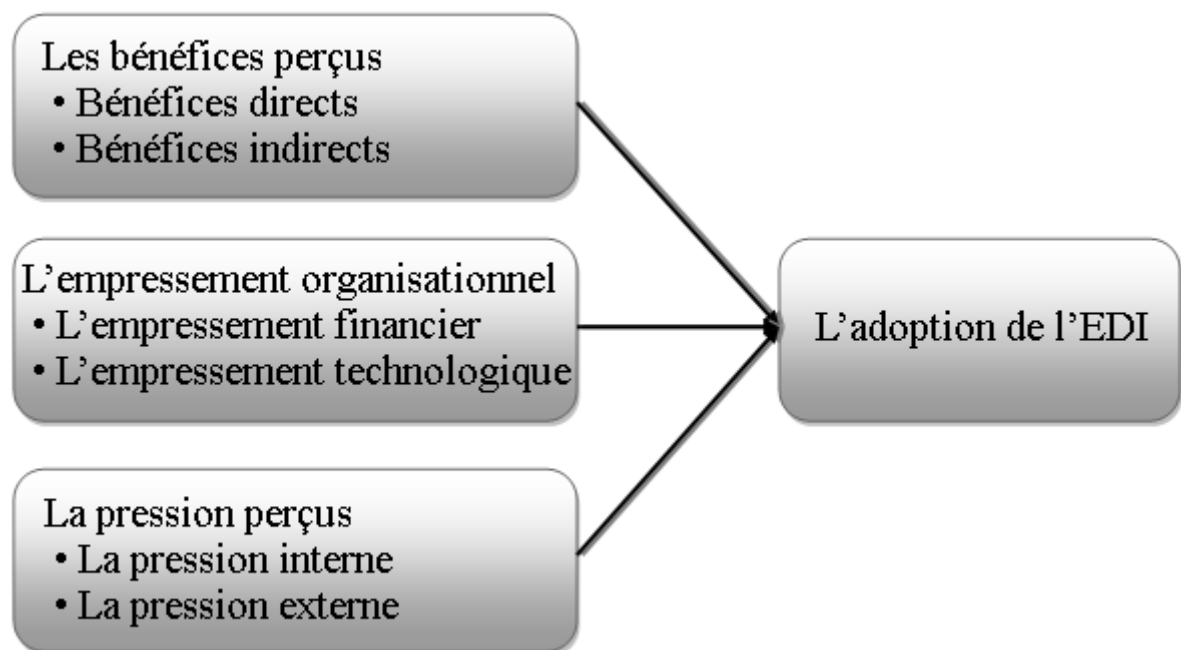 Les bénéfices perçus
• Bénéfices directs
• Bénéfices indirects
L'empressement organisationnel
• L'empressement financier
• L'empressement technologique
La pression perçus
• La pression interne
• La pression externe
L'adoption de l'EDI